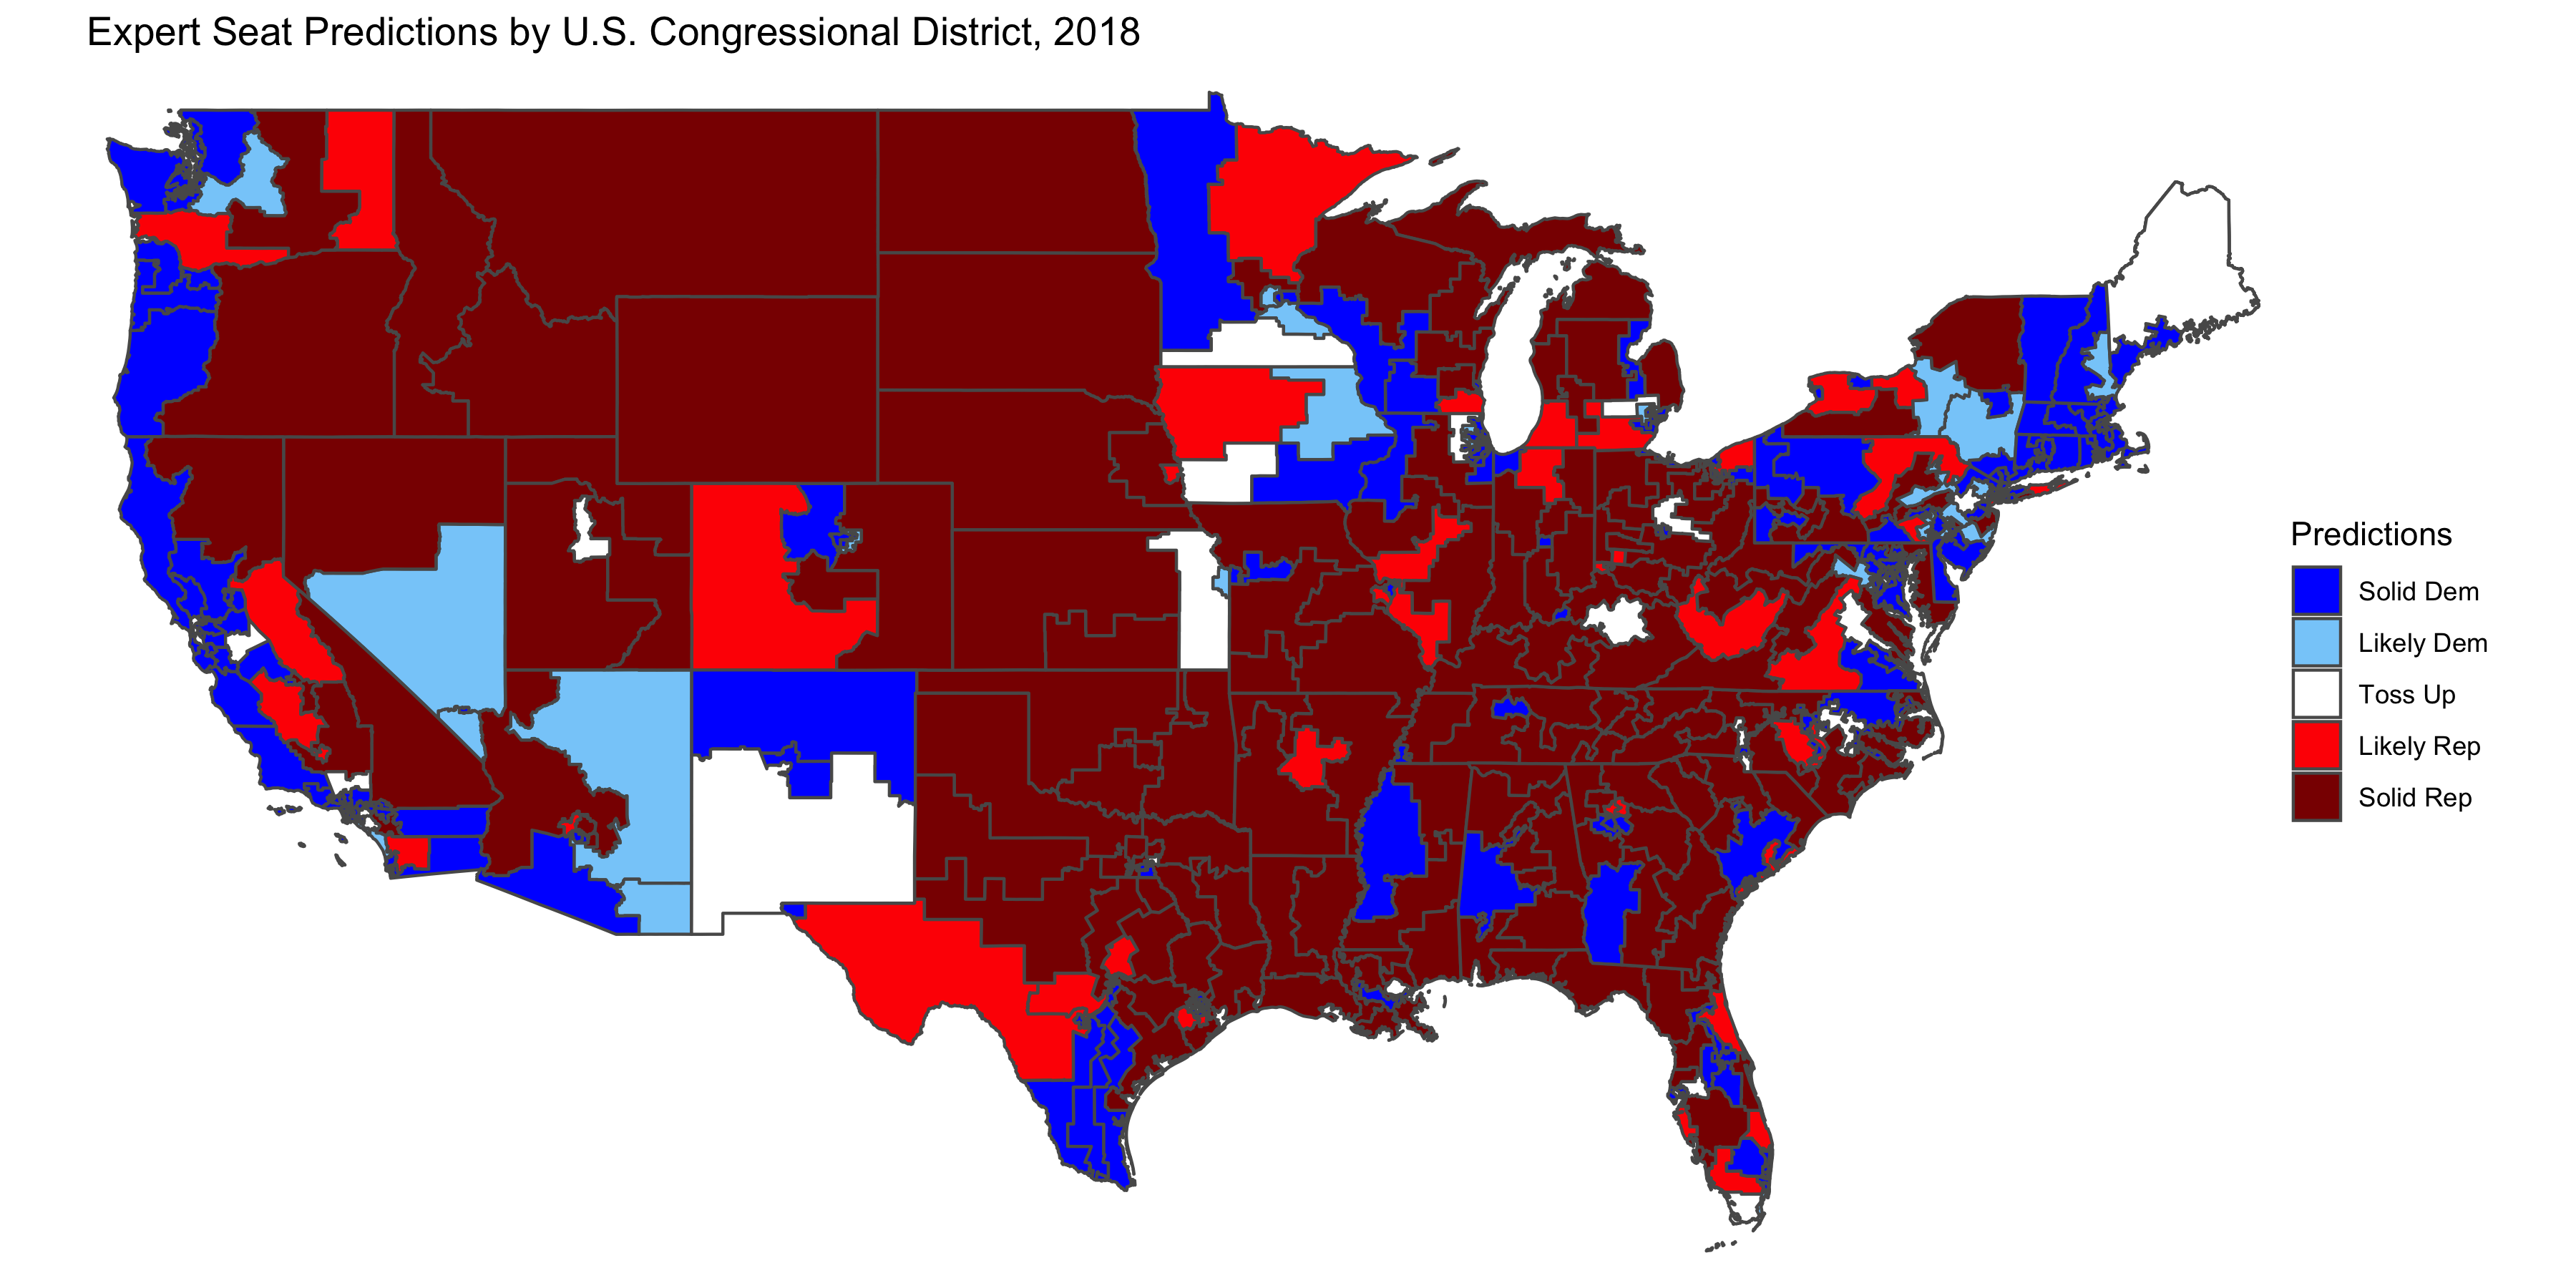 Expert Seat Predictions by U.S. Congressional District, 2018
Predictions
Solid Dem
Likely Dem
Toss Up
Likely Rep
Solid Rep